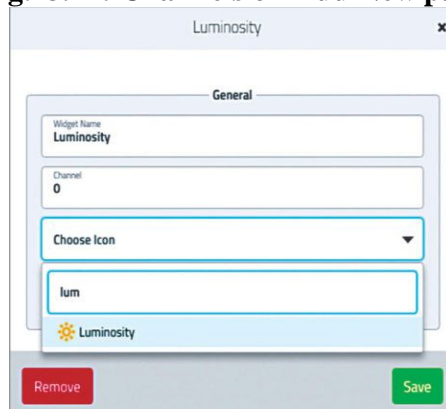 Luminosity
×
General
Widget Name
Luminosity
Channel
0
Choose Icon
lum
Luminosity
Remove
Save